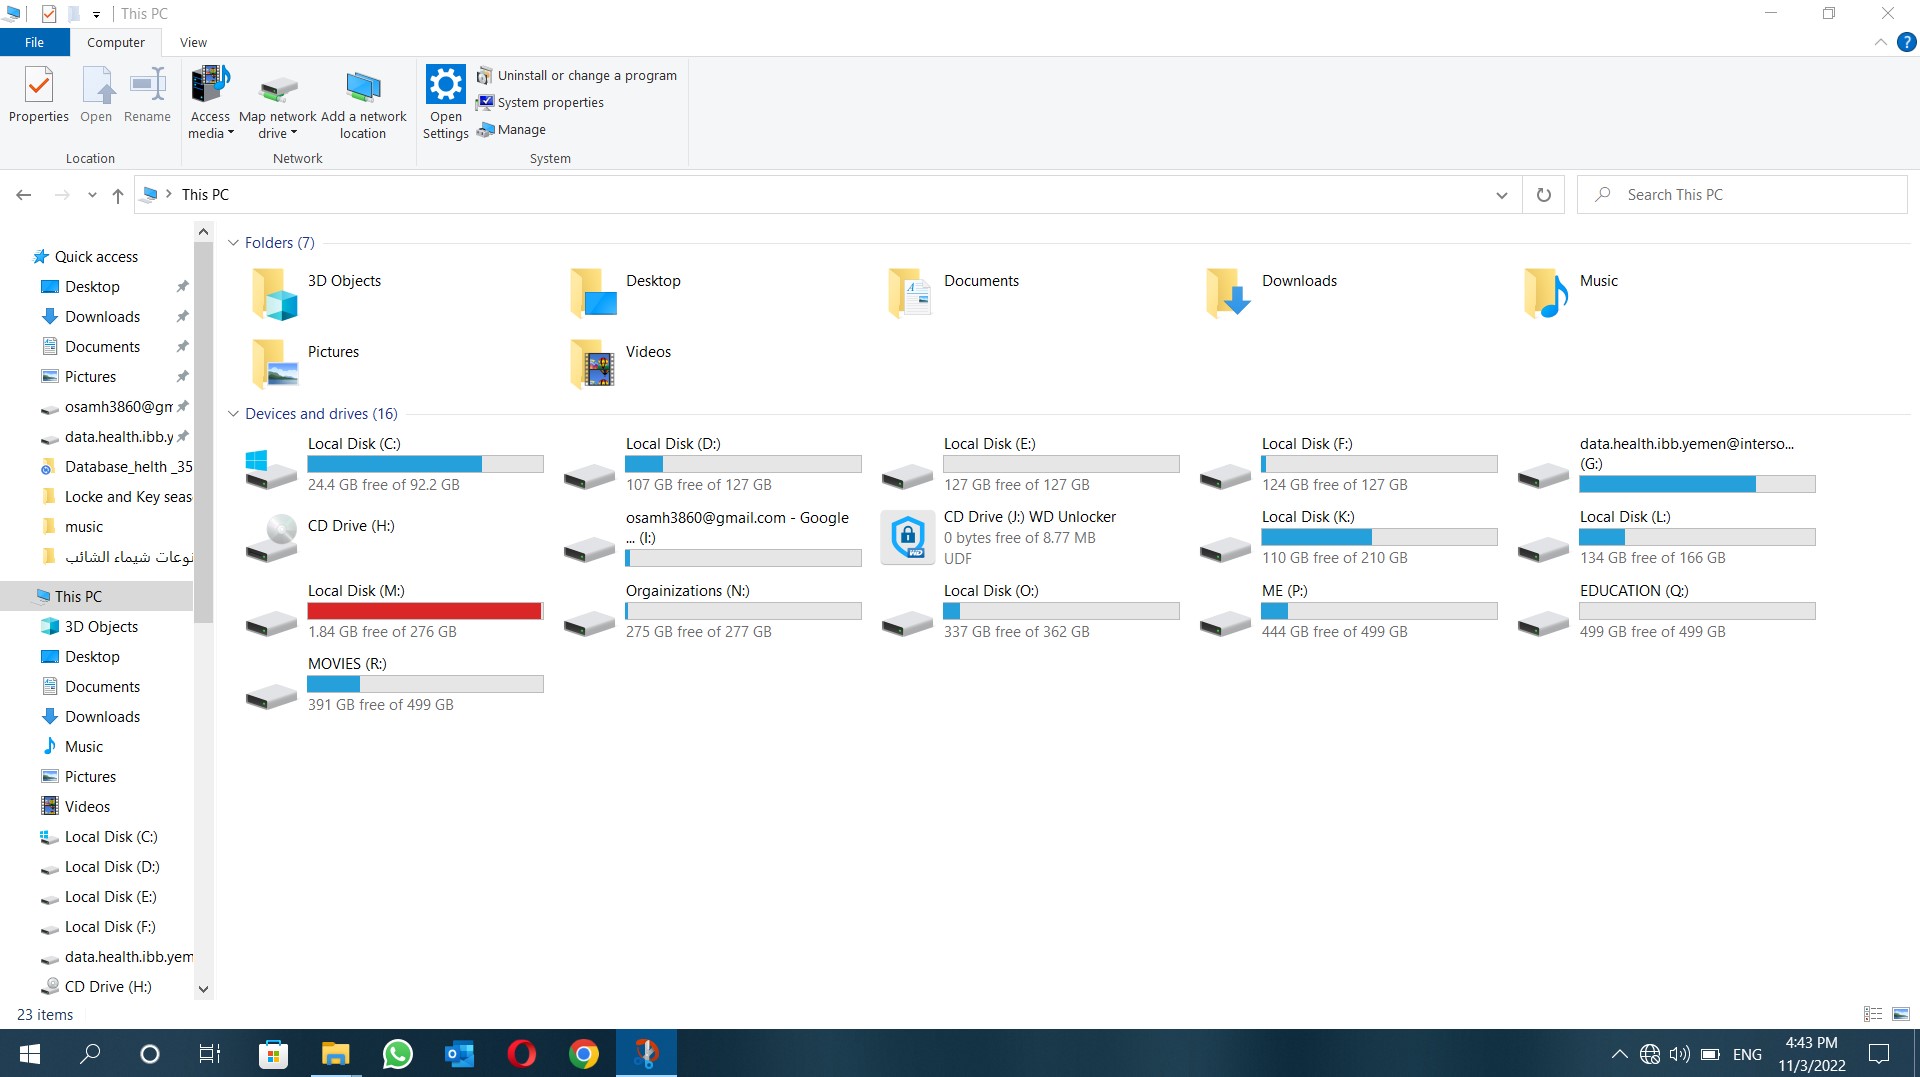 This PC
File
Computer
View
Properties
Open
Rename
Access media
Map network drive
Add a network location
Open Settings
Uninstall or change a program
System properties
Manage
Location
Network
System
This PC
Search This PC
Quick access
Desktop
Downloads
Documents
Pictures
osamh3860@gm
data.health.ibb.y
Database_helth _35
Locke and Key seas
music
نوعات شيماء الشائب
This PC
3D Objects
Desktop
Documents
Downloads
Music
Pictures
Videos
Local Disk (C:)
Local Disk (D:)
Local Disk (E:)
Local Disk (F:)
data.health.ibb.yem
CD Drive (H:)
Folders (7)
3D Objects
Desktop
Documents
Downloads
Music
Pictures
Videos
Devices and drives (16)
Local Disk (C:)
24.4 GB free of 92.2 GB
Local Disk (D:)
107 GB free of 127 GB
Local Disk (E:)
127 GB free of 127 GB
Local Disk (F:)
124 GB free of 127 GB
data.health.ibb.yemen@interso...
(G:)
CD Drive (H:)
osamh3860@gmail.com - Google
... (I:)
CD Drive (J:) WD Unlocker
0 bytes free of 8.77 MB
UDF
WD
Local Disk (K:)
110 GB free of 210 GB
Local Disk (L:)
134 GB free of 166 GB
Local Disk (M:)
1.84 GB free of 276 GB
Orgainizations (N:)
275 GB free of 277 GB
Local Disk (O:)
337 GB free of 362 GB
ME (P:)
444 GB free of 499 GB
EDUCATION (Q:)
499 GB free of 499 GB
MOVIES (R:)
391 GB free of 499 GB
23 items
ENG
4:43 PM
11/3/2022